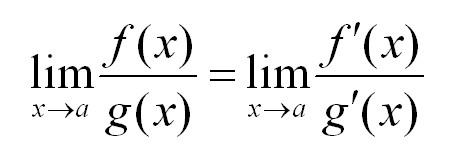 lim_{x→a} f(x)/g(x) = lim_{x→a} f′(x)/g′(x)